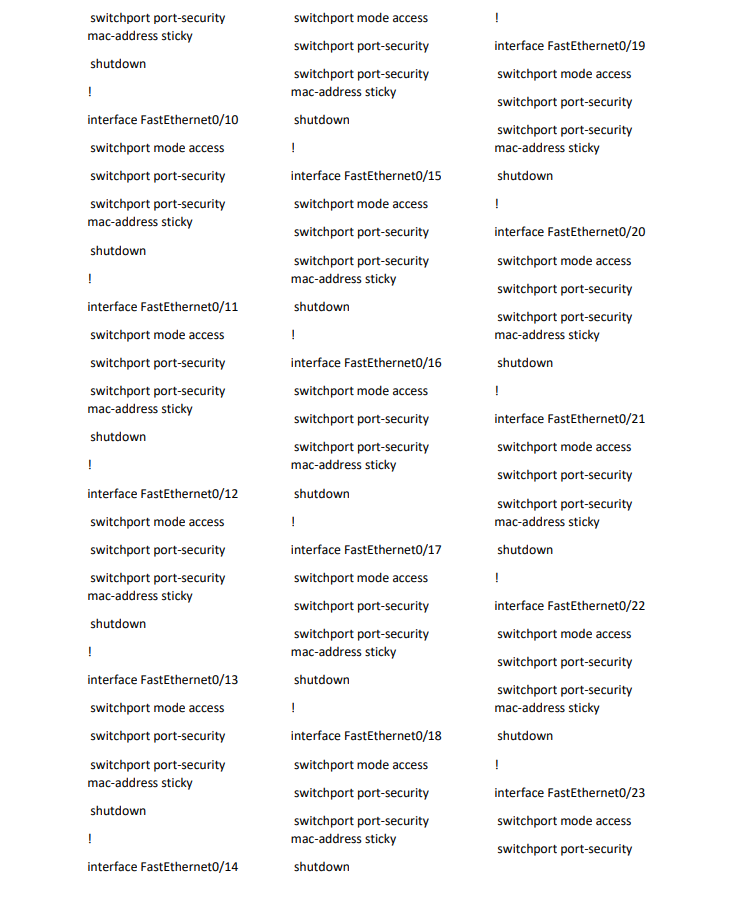 switchport port-security
mac-address sticky
shutdown
!
interface FastEthernet0/10
switchport mode access
switchport port-security
switchport port-security
mac-address sticky
shutdown
!
interface FastEthernet0/11
switchport mode access
switchport port-security
switchport port-security
mac-address sticky
shutdown
!
interface FastEthernet0/12
switchport mode access
switchport port-security
switchport port-security
mac-address sticky
shutdown
!
interface FastEthernet0/13
switchport mode access
switchport port-security
switchport port-security
mac-address sticky
shutdown
!
interface FastEthernet0/14
switchport mode access
switchport port-security
switchport port-security
mac-address sticky
shutdown
!
interface FastEthernet0/15
switchport mode access
switchport port-security
switchport port-security
mac-address sticky
shutdown
!
interface FastEthernet0/16
switchport mode access
switchport port-security
switchport port-security
mac-address sticky
shutdown
!
interface FastEthernet0/17
switchport mode access
switchport port-security
switchport port-security
mac-address sticky
shutdown
!
interface FastEthernet0/18
switchport mode access
switchport port-security
switchport port-security
mac-address sticky
shutdown
!
interface FastEthernet0/19
switchport mode access
switchport port-security
switchport port-security
mac-address sticky
shutdown
!
interface FastEthernet0/20
switchport mode access
switchport port-security
switchport port-security
mac-address sticky
shutdown
!
interface FastEthernet0/21
switchport mode access
switchport port-security
switchport port-security
mac-address sticky
shutdown
!
interface FastEthernet0/22
switchport mode access
switchport port-security
switchport port-security
mac-address sticky
shutdown
!
interface FastEthernet0/23
switchport mode access
switchport port-security